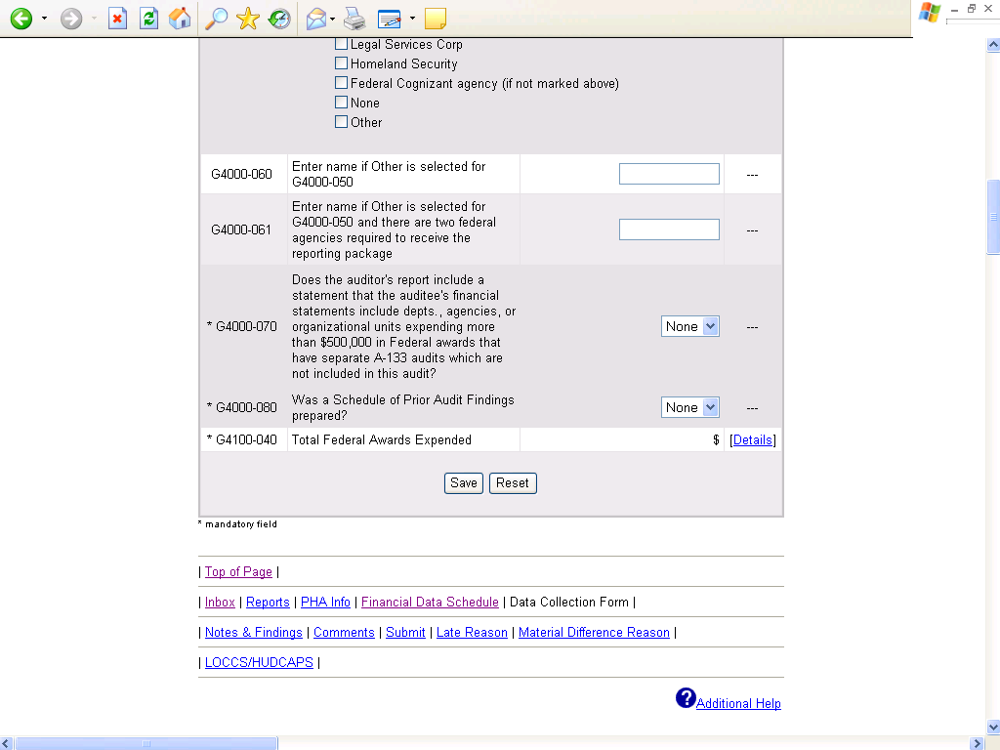 Legal Services Corp
Homeland Security
Federal Cognizant agency (if not marked above)
None
Other
G4000-060
Enter name if Other is selected for
G4000-050
---
G4000-061
Enter name if Other is selected for
G4000-050 and there are two federal
agencies required to receive the
reporting package
---
* G4000-070
Does the auditor's report include a
statement that the auditee's financial
statements include depts., agencies, or
organizational units expending more
than $500,000 in Federal awards that
have separate A-133 audits which are
not included in this audit?
None
---
* G4000-080
Was a Schedule of Prior Audit Findings
prepared?
None
---
* G4100-040
Total Federal Awards Expended
$
[Details]
Save
Reset
* mandatory field
| Top of Page |
| Inbox | Reports | PHA Info | Financial Data Schedule | Data Collection Form |
| Notes & Findings | Comments | Submit | Late Reason | Material Difference Reason |
| LOCCS/HUDCAPS |
? Additional Help